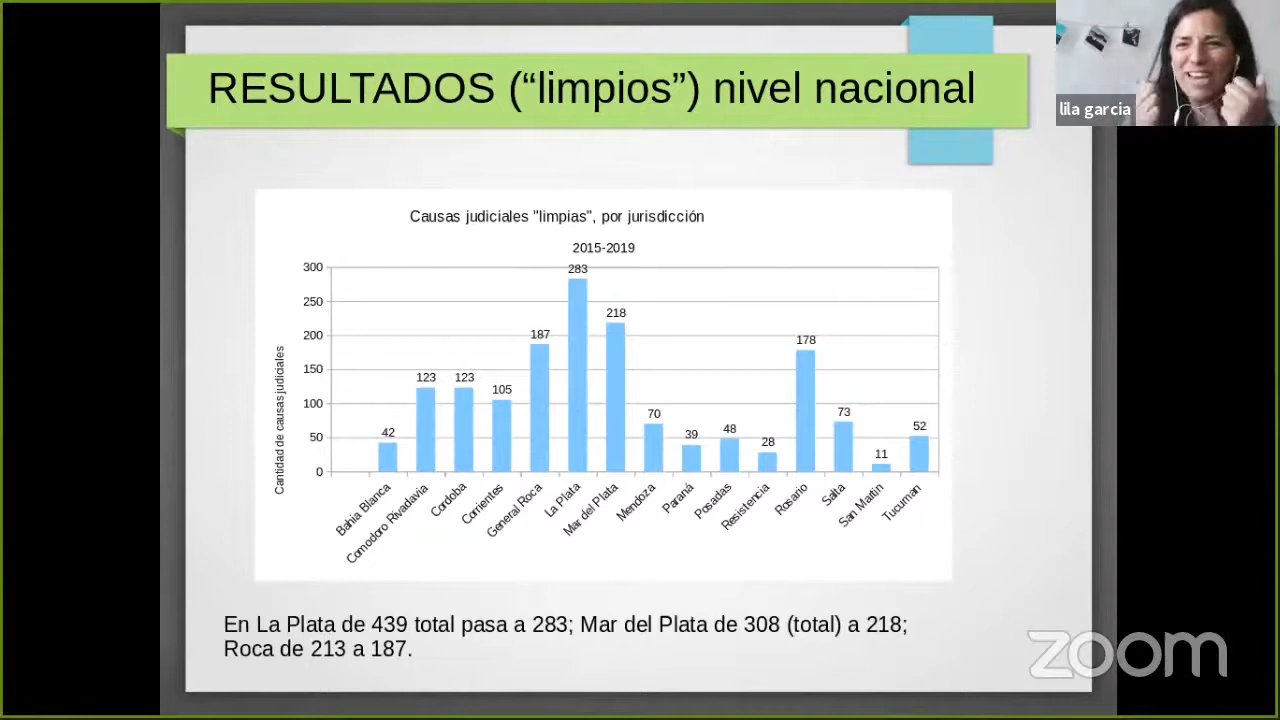 RESULTADOS (“limpios”) nivel nacional
lila garcia
Causas judiciales "limpias", por jurisdicción
2015-2019
Cantidad de causas judiciales
300
250
200
150
100
50
0
42
123
123
105
187
283
218
70
39
48
28
178
73
11
52
Bahia Blanca
Comodoro Rivadavia
Cordoba
Corrientes
General Roca
La Plata
Mar del Plata
Mendoza
Paraná
Posadas
Resistencia
Rosario
Salta
San Martin
Tucuman
En La Plata de 439 total pasa a 283; Mar del Plata de 308 (total) a 218;
Roca de 213 a 187.
zoom